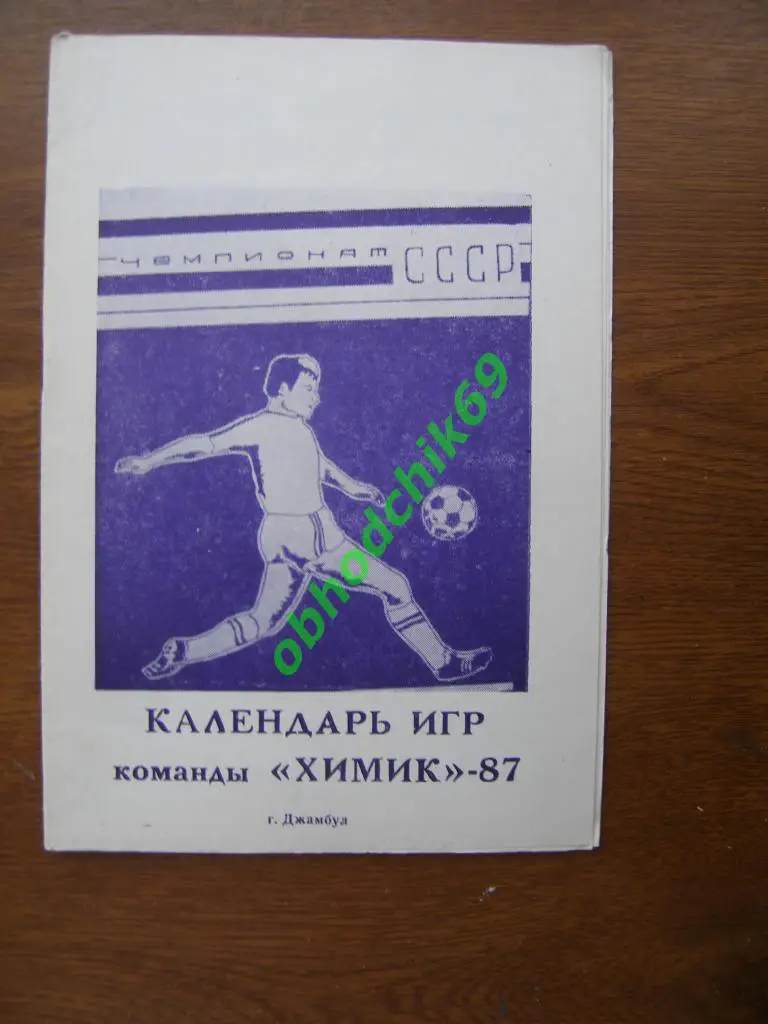 чемпионат СССР
obhodchik69
КАЛЕНДАРЬ ИГР
команды «ХИМИК»-87
г. Джамбул